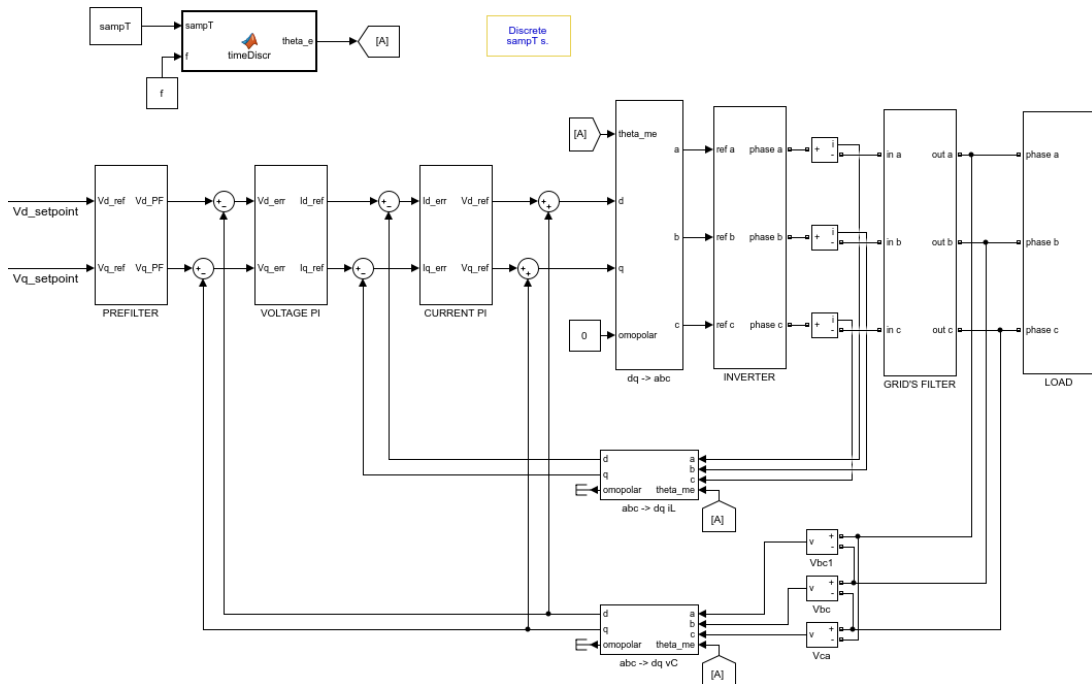 sampT
sampT
f
timeDiscr
theta_e
[A]
f
Discrete
sampT s.
Vd_setpoint
Vq_setpoint
Vd_ref
Vd_PF
Vq_ref
Vq_PF
PREFILTER
+
-
+
-
Vd_err
Id_ref
Vq_err
Iq_ref
VOLTAGE PI
+
-
+
-
Id_err
Vd_ref
Iq_err
Vq_ref
CURRENT PI
+
+
+
+
[A]
0
theta_me
d
q
omopolar
a
b
c
dq -> abc
ref a
ref b
ref c
phase a
phase b
phase c
INVERTER
+
i
-
+
i
-
+
i
-
in a
in b
in c
out a
out b
out c
GRID'S FILTER
phase a
phase b
phase c
LOAD
d
q
omopolar
a
b
c
theta_me
abc -> dq iL
[A]
v
+
-
Vbc1
v
+
-
Vbc
v
+
-
Vca
d
q
omopolar
a
b
c
theta_me
abc -> dq vC
[A]